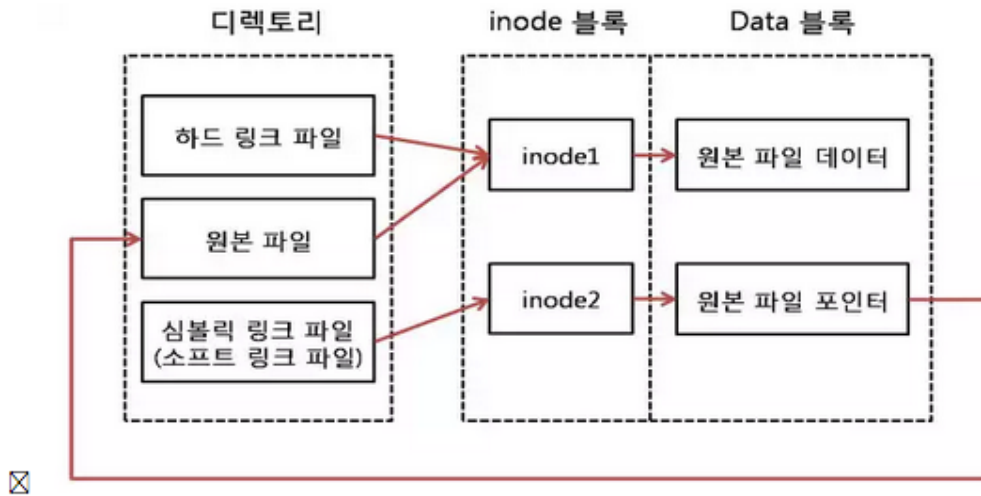 디렉토리
inode 블록
Data 블록
하드 링크 파일
inode1
원본 파일 데이터
원본 파일
inode2
원본 파일 포인터
심볼릭 링크 파일
(소프트 링크 파일)